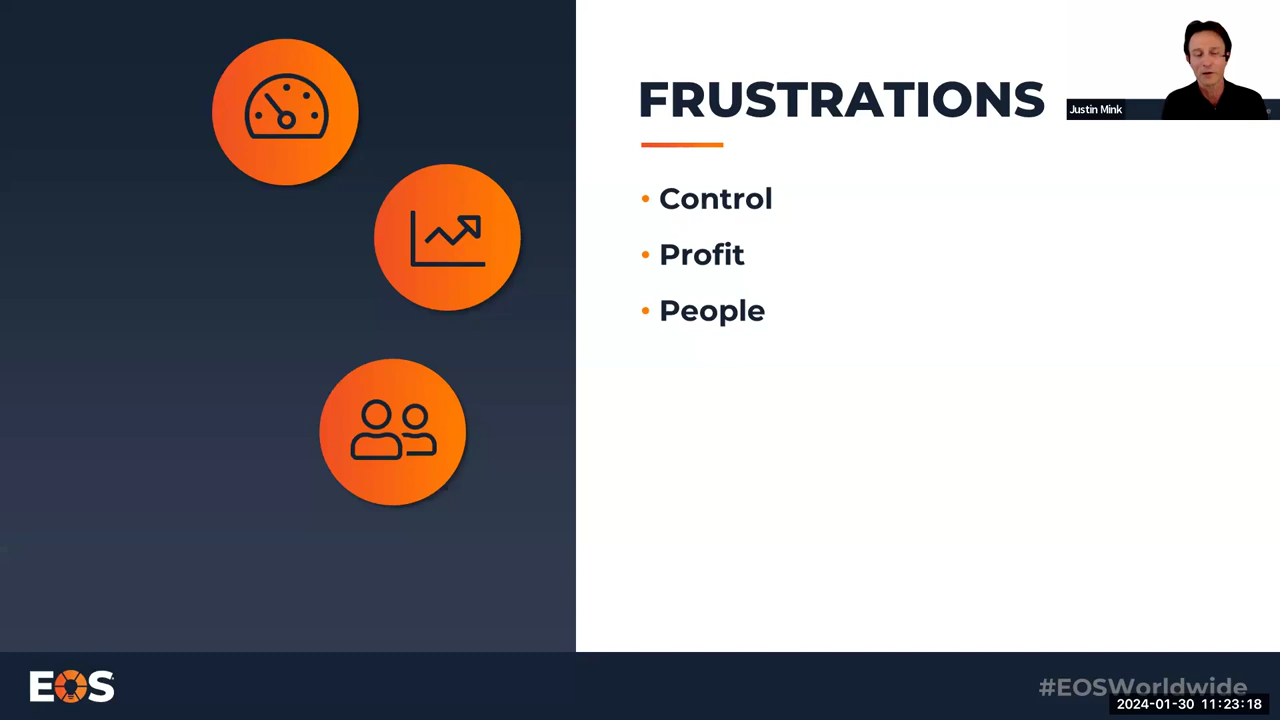 FRUSTRATIONS
Justin Mink
• Control
• Profit
• People
EOS
#EOSWorldwide
2024-01-30 11:23:18